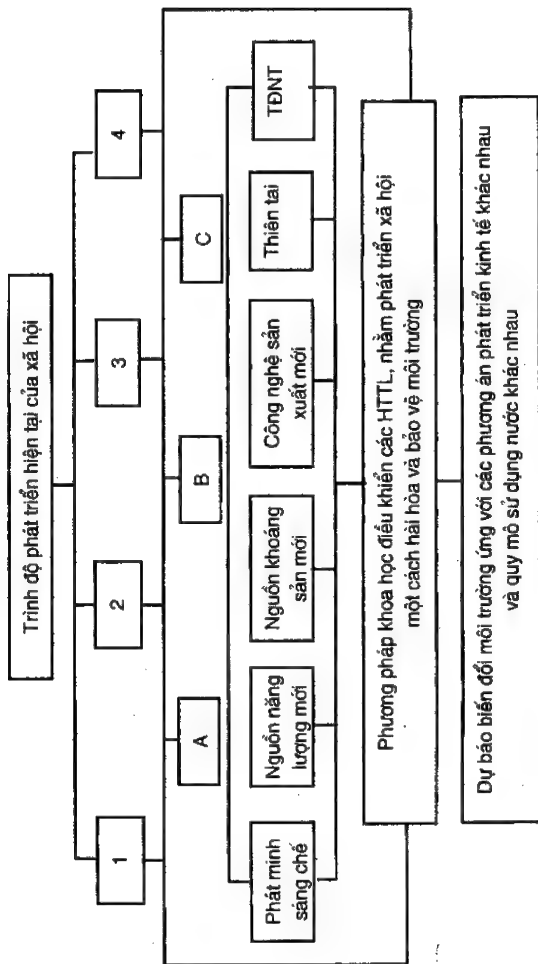 Trình độ phát triển hiện tại của xã hội
1
2
3
4
A
B
C
Phát minh
sáng chế
Nguồn năng
lượng mới
Nguồn khoáng
sản mới
Công nghệ sản
xuất mới
Thiên tai
TĐNT
Phương pháp khoa học điều khiển các HTTL, nhằm phát triển xã hội
một cách hài hòa và bảo vệ môi trường
Dự báo biến đổi môi trường ứng với các phương án phát triển kinh tế khác nhau
và quy mô sử dụng nước khác nhau